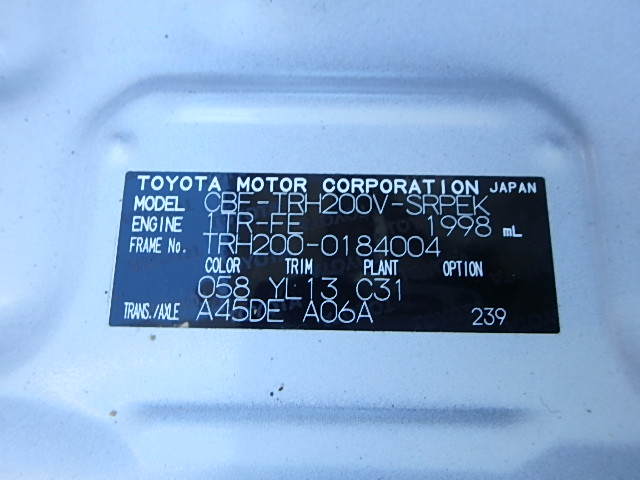 TOYOTA MOTOR CORPORATION JAPAN
MODEL CBF-TRH200V-SRPEK
ENGINE 1TR-FE 1998 mL
FRAME No. TRH200-0184004
COLOR TRIM PLANT OPTION
058 YL13 C31
TRANS./AXLE A45DE A06A 239